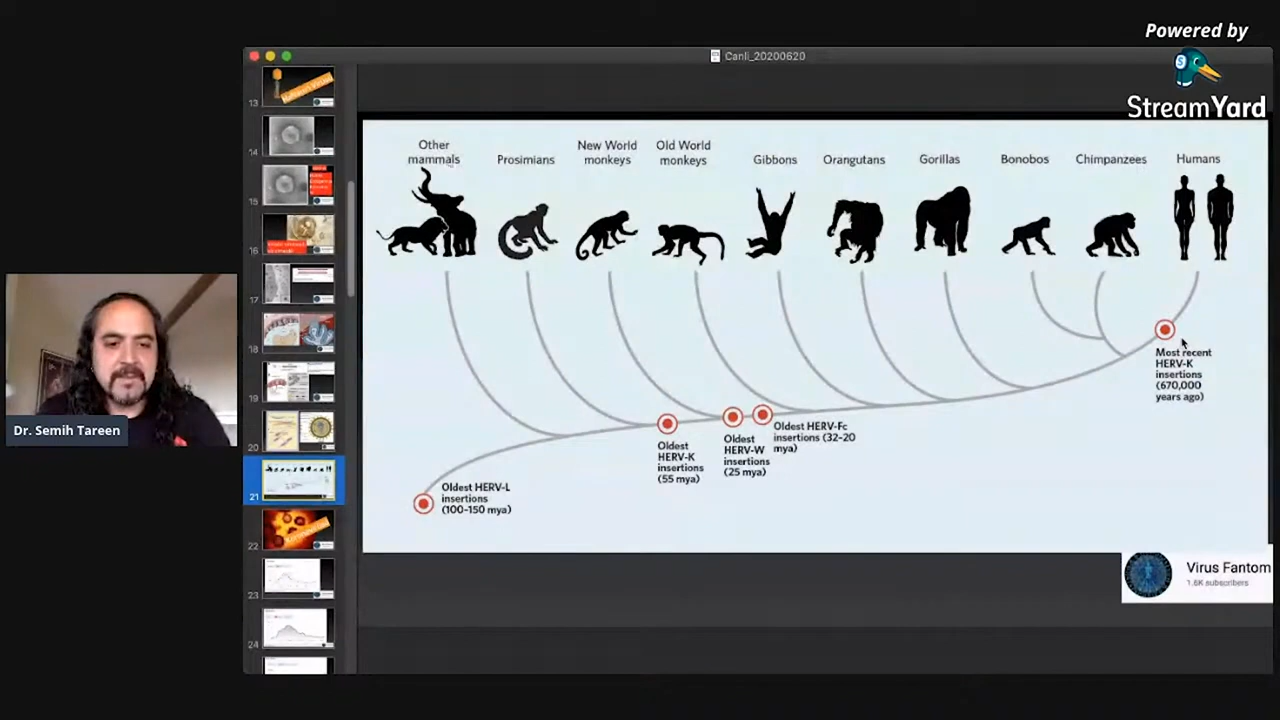 Powered by
StreamYard
Canli_20200620
13
14
15
16
17
18
19
20
21
22
23
24
Other
mammals
Prosimians
New World
monkeys
Old World
monkeys
Gibbons
Orangutans
Gorillas
Bonobos
Chimpanzees
Humans
Most recent
HERV-K
insertions
(670,000
years ago)
Oldest HERV-Fc
insertions (32-20
mya)
Oldest
HERV-W
insertions
(25 mya)
Oldest
HERV-K
insertions
(55 mya)
Oldest HERV-L
insertions
(100-150 mya)
Dr. Semih Tareen
Virus Fantom
1.6K subscribers